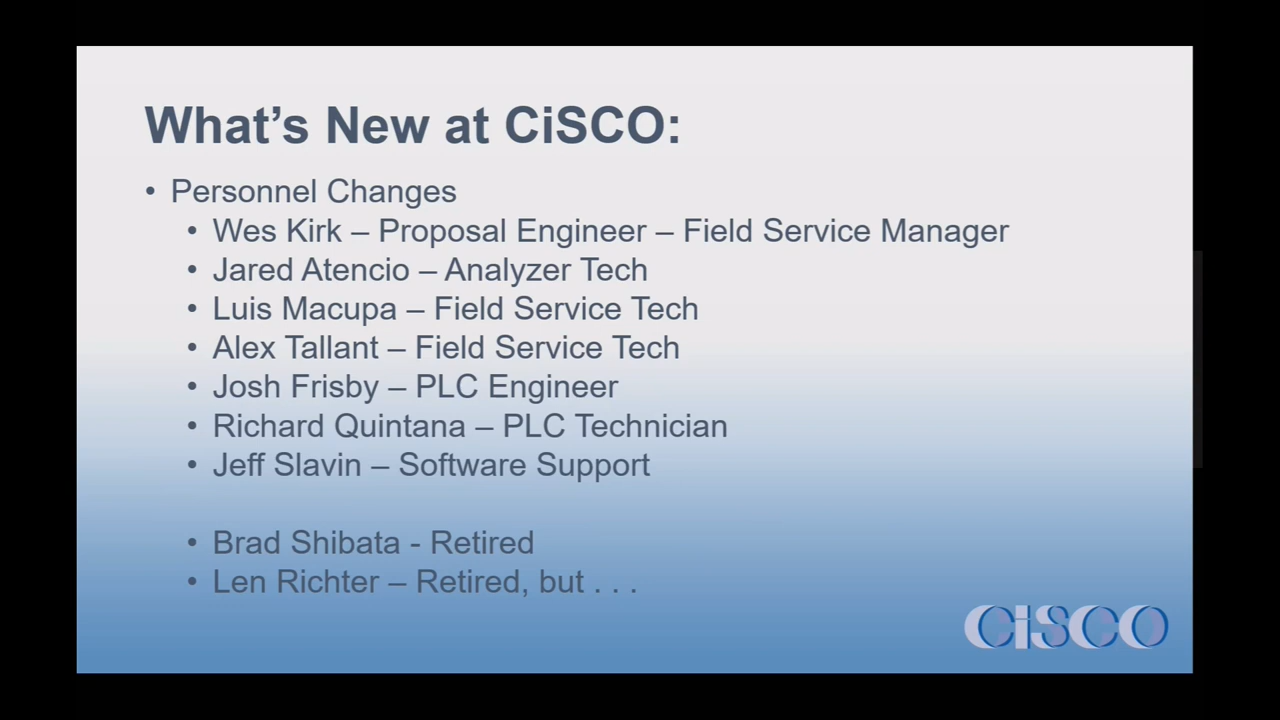 What's New at CiSCO:
• Personnel Changes
• Wes Kirk – Proposal Engineer – Field Service Manager
• Jared Atencio – Analyzer Tech
• Luis Macupa – Field Service Tech
• Alex Tallant – Field Service Tech
• Josh Frisby – PLC Engineer
• Richard Quintana – PLC Technician
• Jeff Slavin – Software Support
• Brad Shibata - Retired
• Len Richter – Retired, but . . .
CiSCO